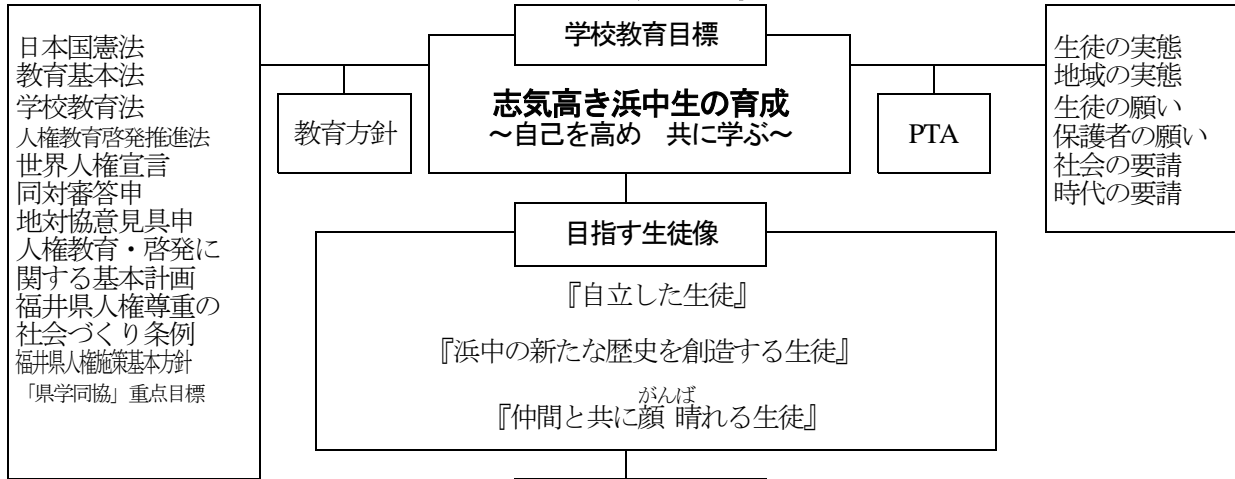 日本国憲法
教育基本法
学校教育法
人権教育啓発推進法
世界人権宣言
同対審答申
地対協意見具申
人権教育・啓発に
関する基本計画
福井県人権尊重の
社会づくり条例
福井県人権施策基本方針
「県学同協」重点目標
教育方針
学校教育目標
志気高き浜中生の育成
～自己を高め　共に学ぶ～
PTA
生徒の実態
地域の実態
生徒の願い
保護者の願い
社会の要請
時代の要請
目指す生徒像
『自立した生徒』
『浜中の新たな歴史を創造する生徒』
がんば
『仲間と共に顔晴れる生徒』